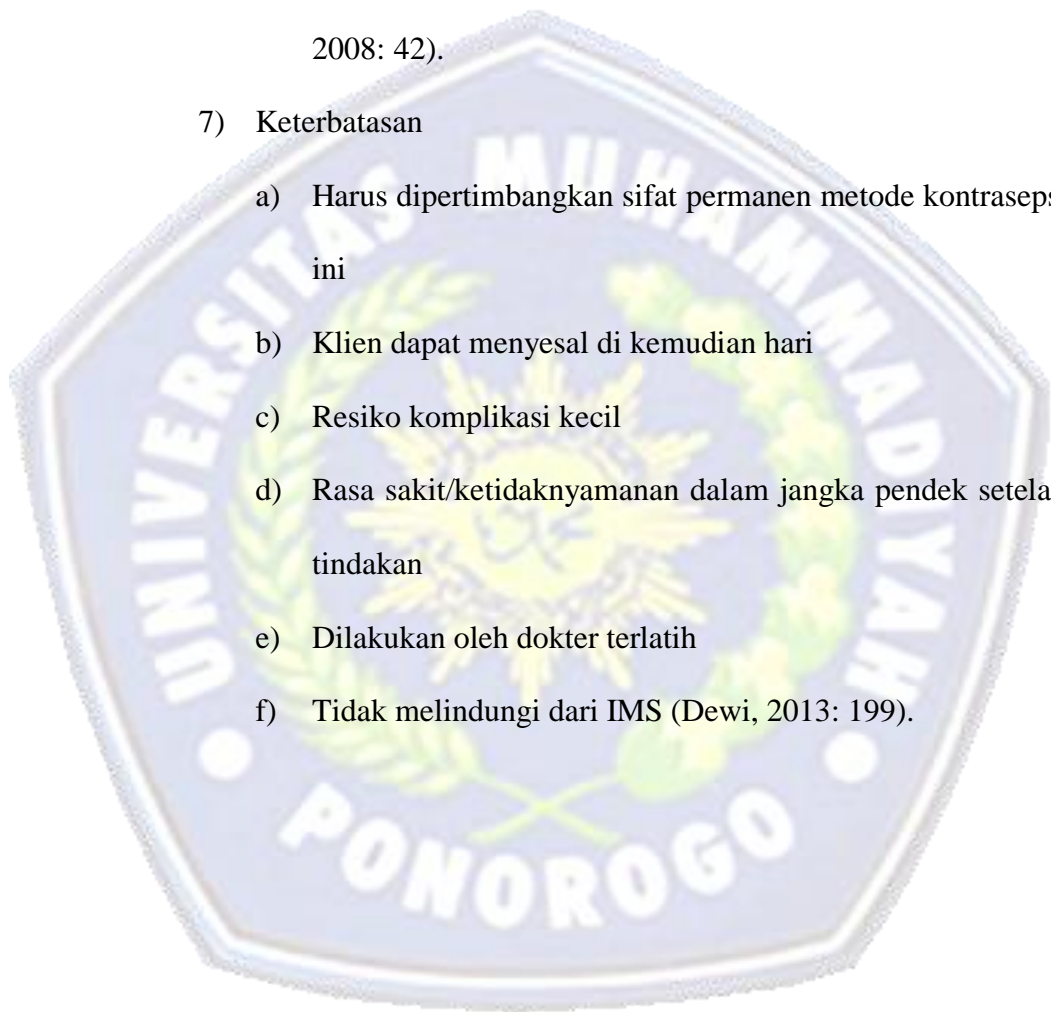 2008: 42).
7) Keterbatasan
a) Harus dipertimbangkan sifat permanen metode kontraseps
ini
b) Klien dapat menyesal di kemudian hari
c) Resiko komplikasi kecil
d) Rasa sakit/ketidaknyamanan dalam jangka pendek setela
tindakan
e) Dilakukan oleh dokter terlatih
f) Tidak melindungi dari IMS (Dewi, 2013: 199).
UNIVERSITAS MUHAMMADIYAH
PONOROGO